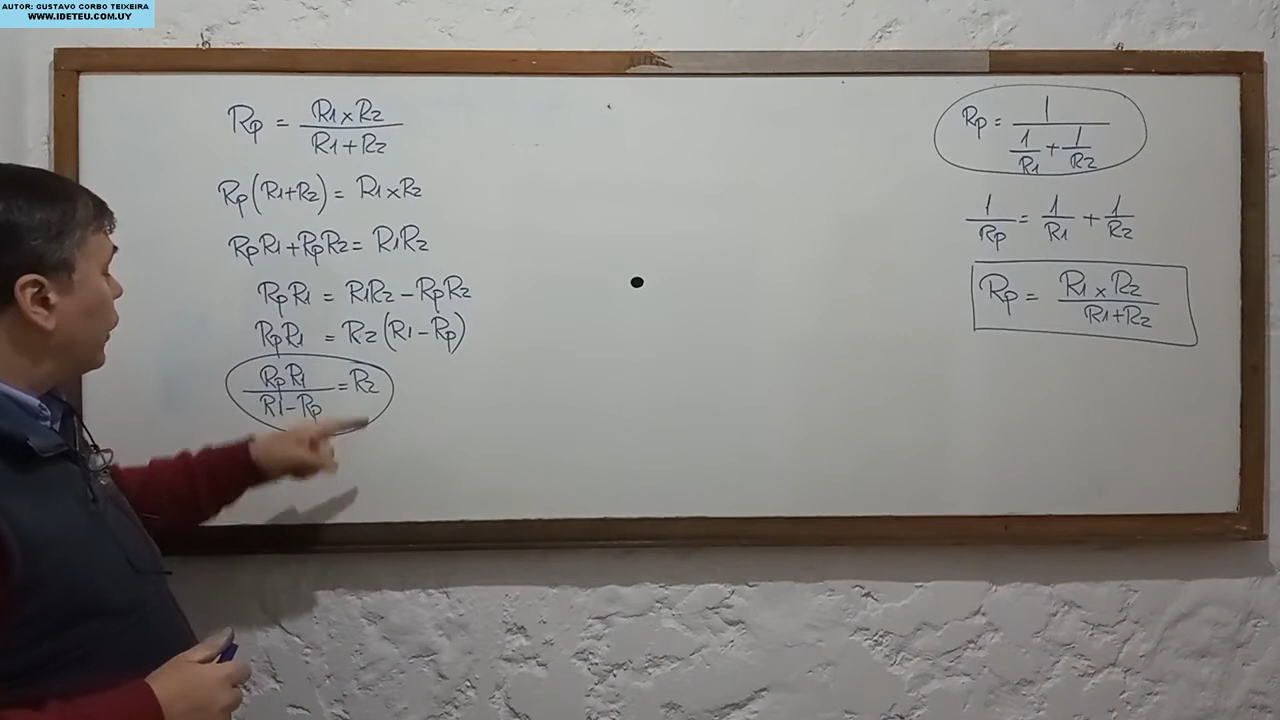 AUTOR: GUSTAVO CORBO TEIXEIRA
WWW.IDETEU.COM.UY
Rp = R1 x R2 / R1 + R2
Rp (R1 + R2) = R1 x R2
RpR1 + RpR2 = R1R2
RpR1 = R1R2 - RpR2
RpR1 = R2 (R1 - Rp)
RpR1 / R1 - Rp = R2
Rp = 1 / 1/R1 + 1/R2
1/Rp = 1/R1 + 1/R2
Rp = R1 x R2 / R1 + R2